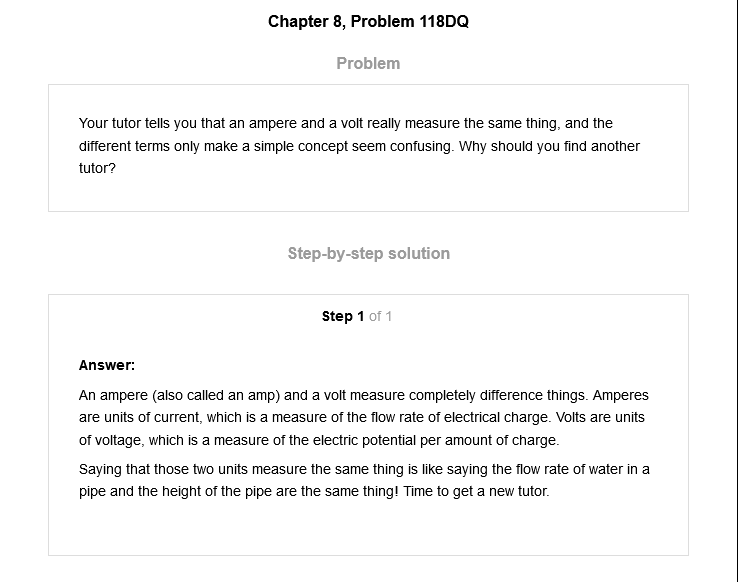 Chapter 8, Problem 118DQ
Problem
Your tutor tells you that an ampere and a volt really measure the same thing, and the
different terms only make a simple concept seem confusing. Why should you find another
tutor?
Step-by-step solution
Step 1 of 1
Answer:
An ampere (also called an amp) and a volt measure completely difference things. Amperes
are units of current, which is a measure of the flow rate of electrical charge. Volts are units
of voltage, which is a measure of the electric potential per amount of charge.
Saying that those two units measure the same thing is like saying the flow rate of water in a
pipe and the height of the pipe are the same thing! Time to get a new tutor.